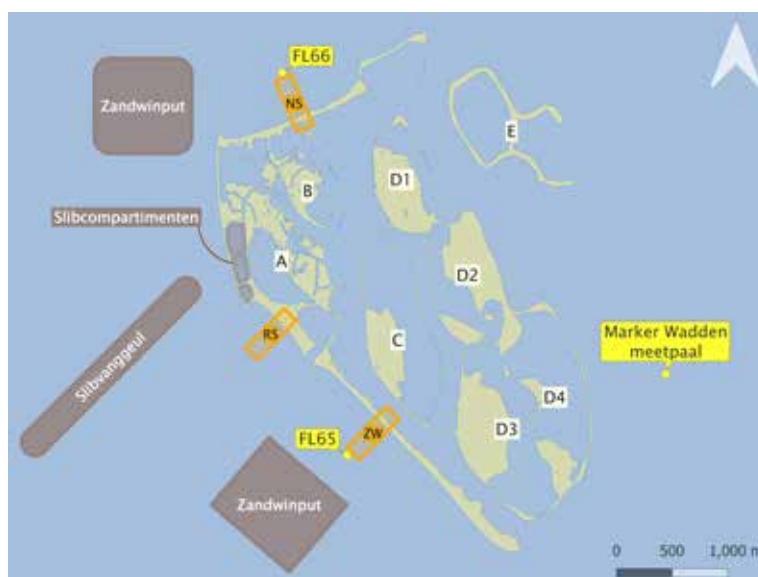 FL66
Zandwinput
NS
E
D1
B
Slibcompartimenten
A
D2
RS
C
Marker Wadden
meetpaal
Slibvanggeul
D4
FL65
ZW
D3
Zandwinput
0 500 1,000 m